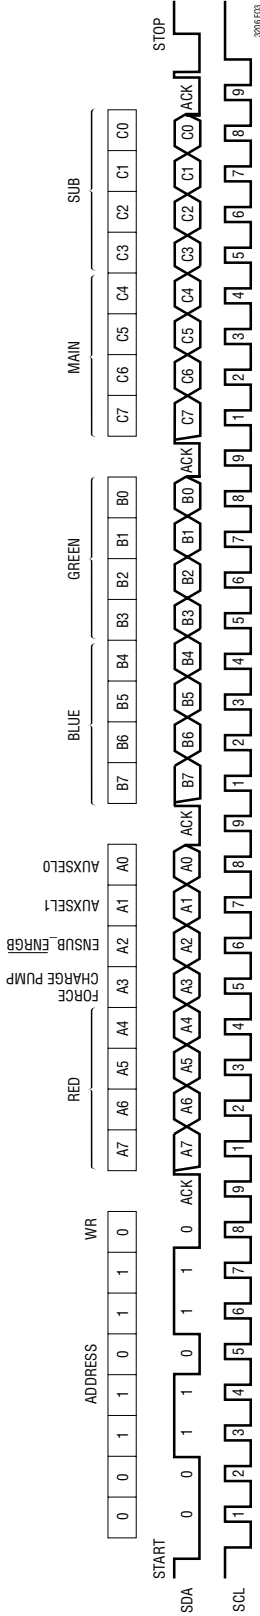 ADDRESS WR RED FORCE CHARGE PUMP ENSUB_ENRGB AUXSEL1 AUXSEL0 BLUE GREEN MAIN SUB
0 0 1 1 0 1 1 0 A7 A6 A5 A4 A3 A2 A1 A0 B7 B6 B5 B4 B3 B2 B1 B0 C7 C6 C5 C4 C3 C2 C1 C0
START STOP
SDA 0 0 1 1 0 1 1 0 ACK A7 A6 A5 A4 A3 A2 A1 A0 ACK B7 B6 B5 B4 B3 B2 B1 B0 ACK C7 C6 C5 C4 C3 C2 C1 C0 ACK
SCL 1 2 3 4 5 6 7 8 9 1 2 3 4 5 6 7 8 9 1 2 3 4 5 6 7 8 9 1 2 3 4 5 6 7 8 9
3206 F03